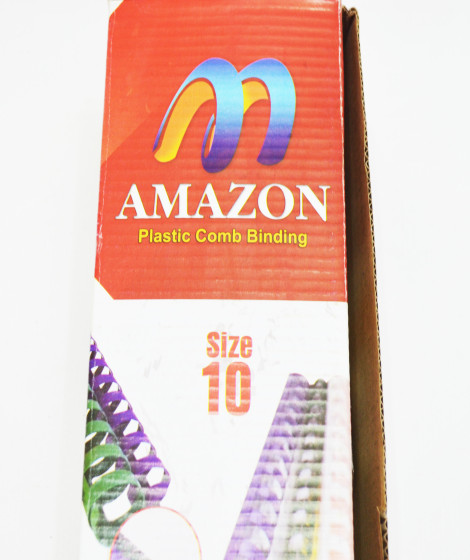 AMAZON
Plastic Comb Binding
Size
10